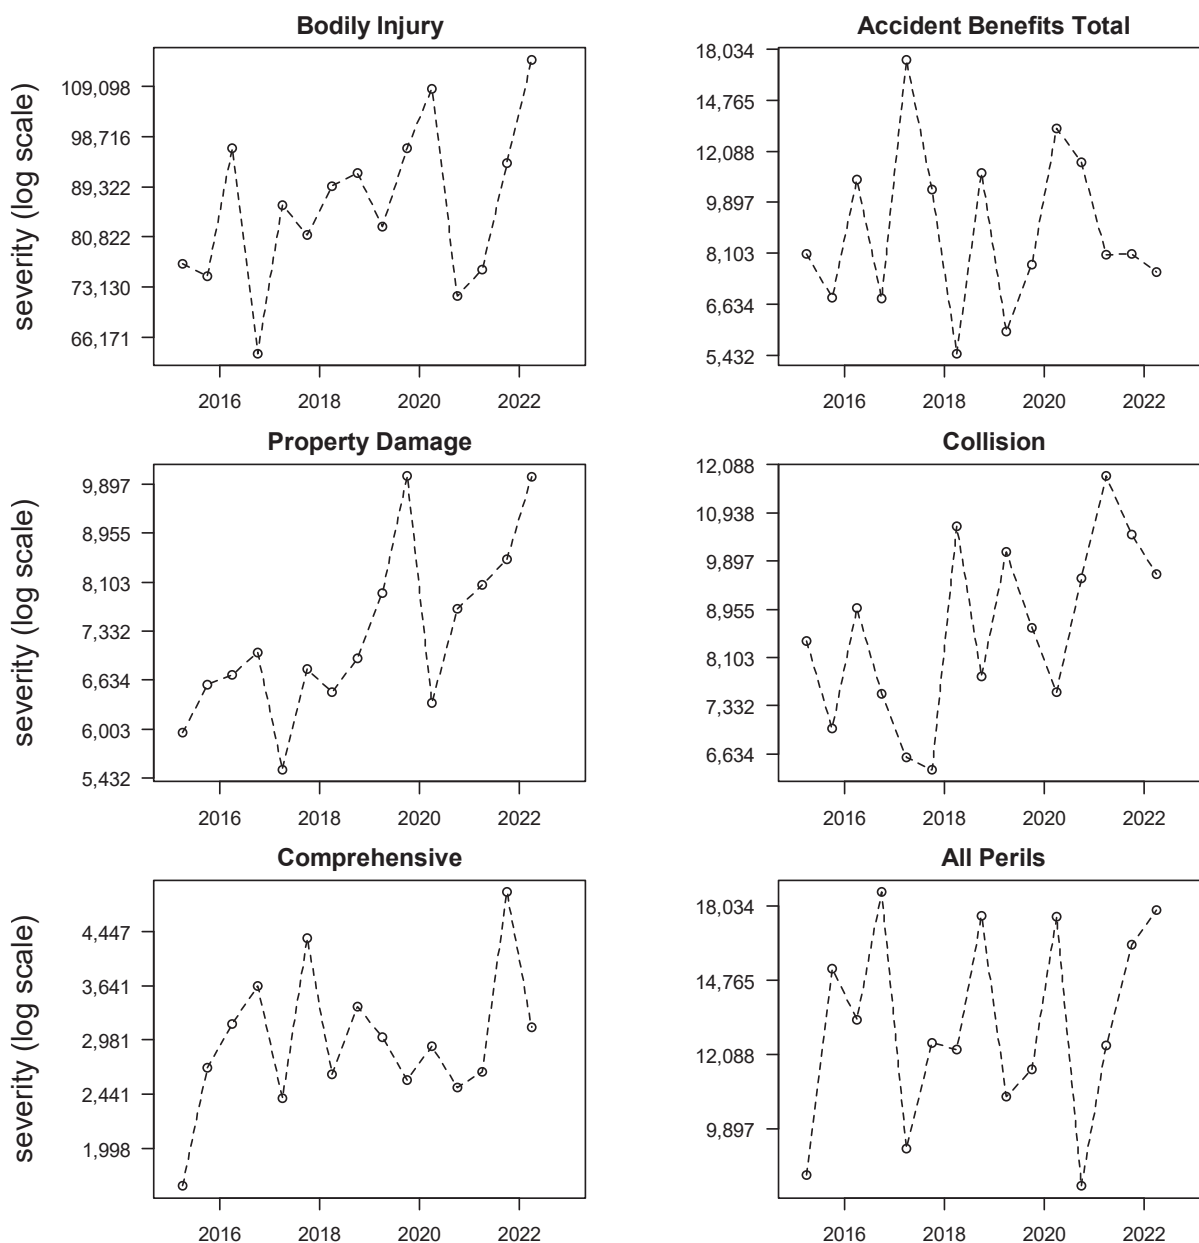 Bodily Injury
severity (log scale)
109,098
98,716
89,322
80,822
73,130
66,171
2016 2018 2020 2022
Accident Benefits Total
18,034
14,765
12,088
9,897
8,103
6,634
5,432
2016 2018 2020 2022
Property Damage
severity (log scale)
9,897
8,955
8,103
7,332
6,634
6,003
5,432
2016 2018 2020 2022
Collision
12,088
10,938
9,897
8,955
8,103
7,332
6,634
2016 2018 2020 2022
Comprehensive
severity (log scale)
4,447
3,641
2,981
2,441
1,998
2016 2018 2020 2022
All Perils
18,034
14,765
12,088
9,897
2016 2018 2020 2022